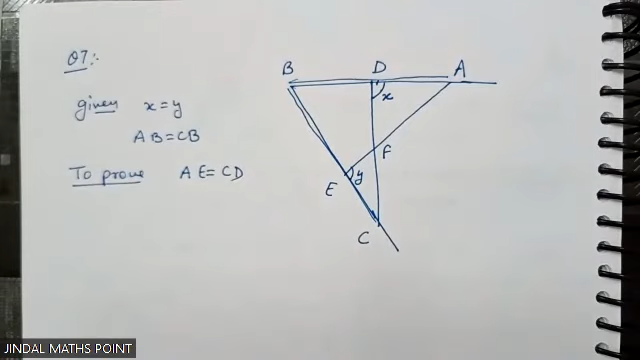 Q7:-
given x=y
AB=CB
To prove AE=CD
B D A
x
F
E y
C
JINDAL MATHS POINT